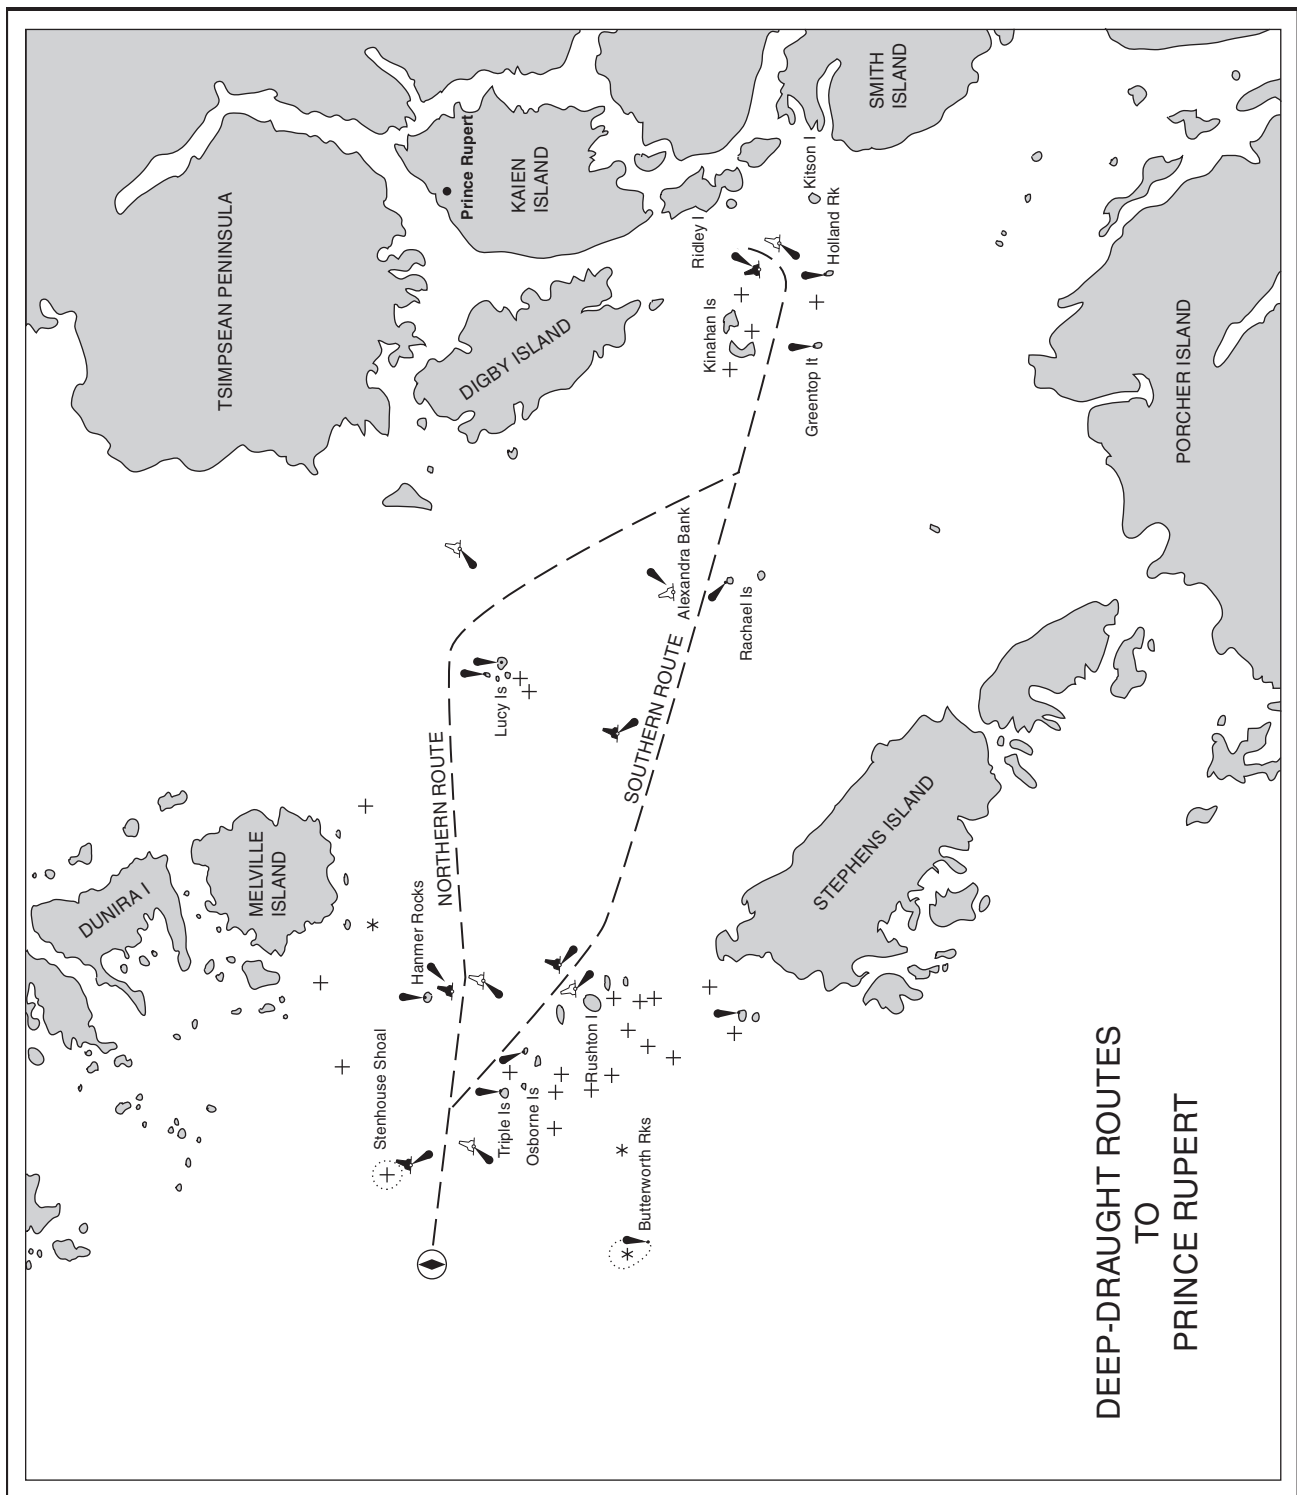 TSIMPSEAN PENINSULA
Prince Rupert
KAIEN
ISLAND
SMITH
ISLAND
DIGBY ISLAND
Ridley I
Kitson I
Holland Rk
Kinahan Is
Greentop It
PORCHER ISLAND
Alexandra Bank
Rachael Is
Lucy Is
NORTHERN ROUTE
SOUTHERN ROUTE
DUNIRA I
MELVILLE
ISLAND
Hanmer Rocks
STEPHENS ISLAND
Stenhouse Shoal
Triple Is
Osborne Is
Rushton I
Butterworth Rks
DEEP-DRAUGHT ROUTES
TO
PRINCE RUPERT